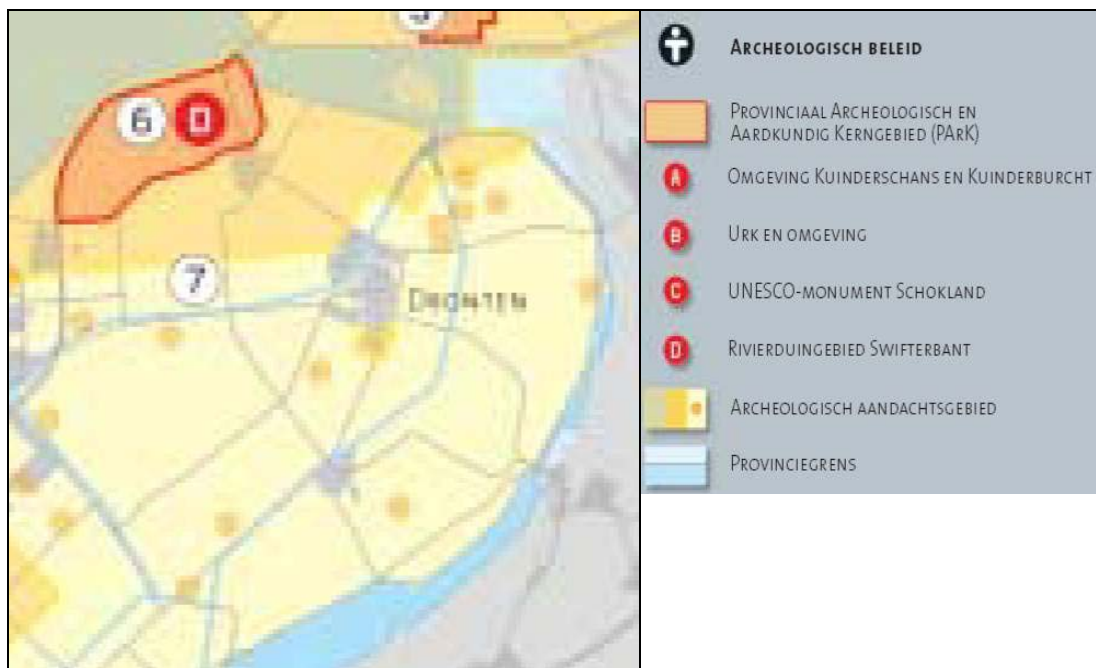 6
D
7
DRONTEN
ARCHEOLOGISCH BELEID
PROVINCIAAL ARCHEOLOGISCH EN
AARDKUNDIG KERNGEBIED (PARK)
A OMGEVING KUINDERSCHANS EN KUINDERBURCHT
B URK EN OMGEVING
C UNESCO-MONUMENT SCHOKLAND
D RIVIERDUINGEBIED SWIFTERBANT
ARCHEOLOGISCH AANDACHTSGEBIED
PROVINCIEGRENS